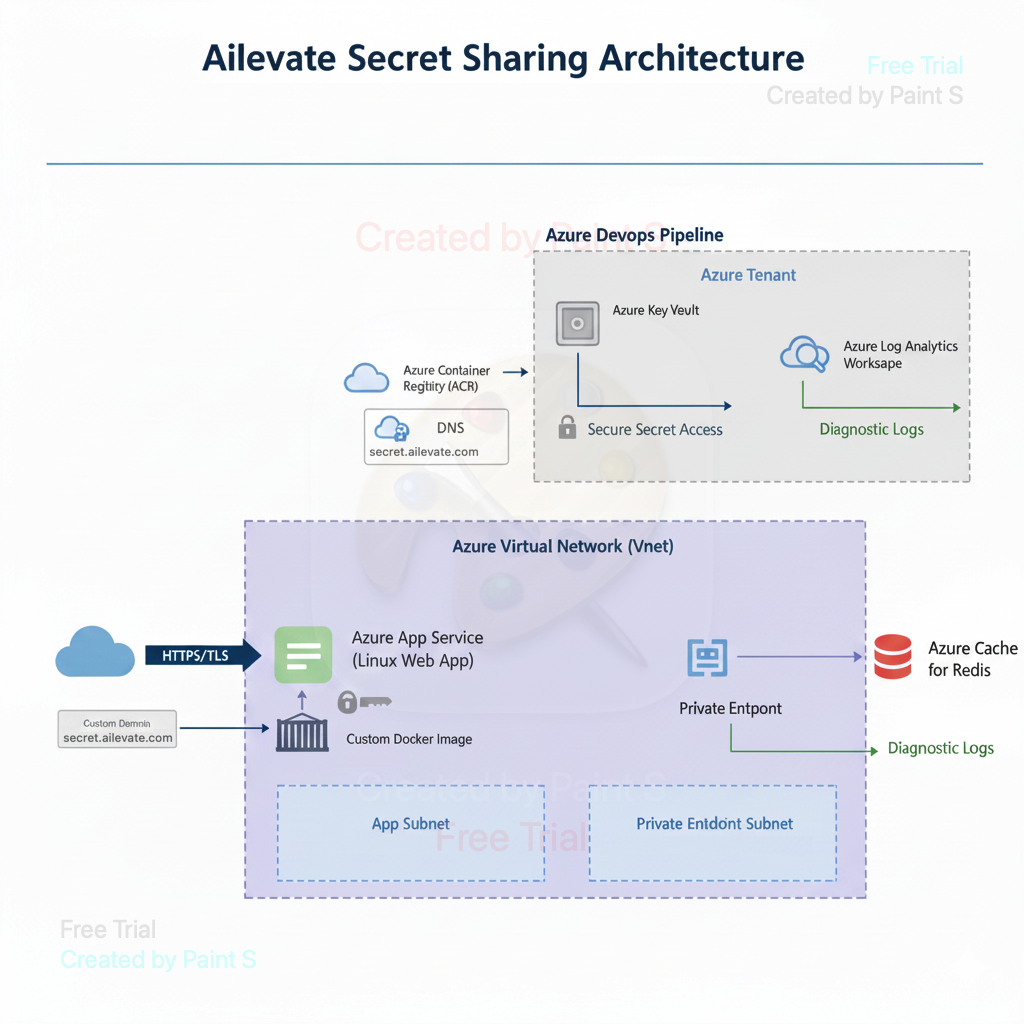 Ailevate Secret Sharing Architecture
Free Trial
Created by Paint S
Created by Paint S
Azure Devops Pipeline
Azure Tenant
Azure Key Veult
Azure Log Analytics
Worksape
Azure Container
Regtity (ACR)
DNS
secret.ailevate.com
Secure Secret Access
Diagnostic Logs
Azure Virtual Network (Vnet)
HTTPS/TLS
Azure App Service
(Linux Web App)
Azure Cache
for Redis
Private Entpont
Custom Demnin
secret.ailevate.com
Custom Docker Image
Diagnostic Logs
Created by Paint S
App Subnet
Private Entdont Subnet
Free Trial
Free Trial
Created by Paint S